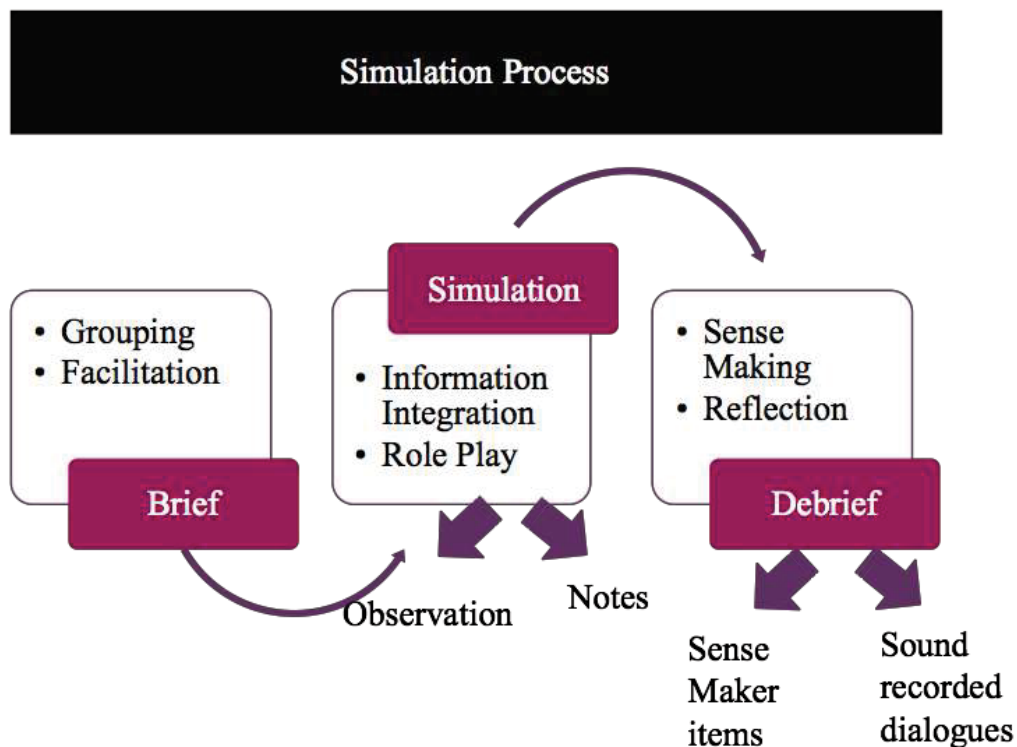 Simulation Process
• Grouping
• Facilitation
Brief
Simulation
• Information
Integration
• Role Play
Observation
Notes
• Sense
Making
• Reflection
Debrief
Sense
Maker
items
Sound
recorded
dialogues